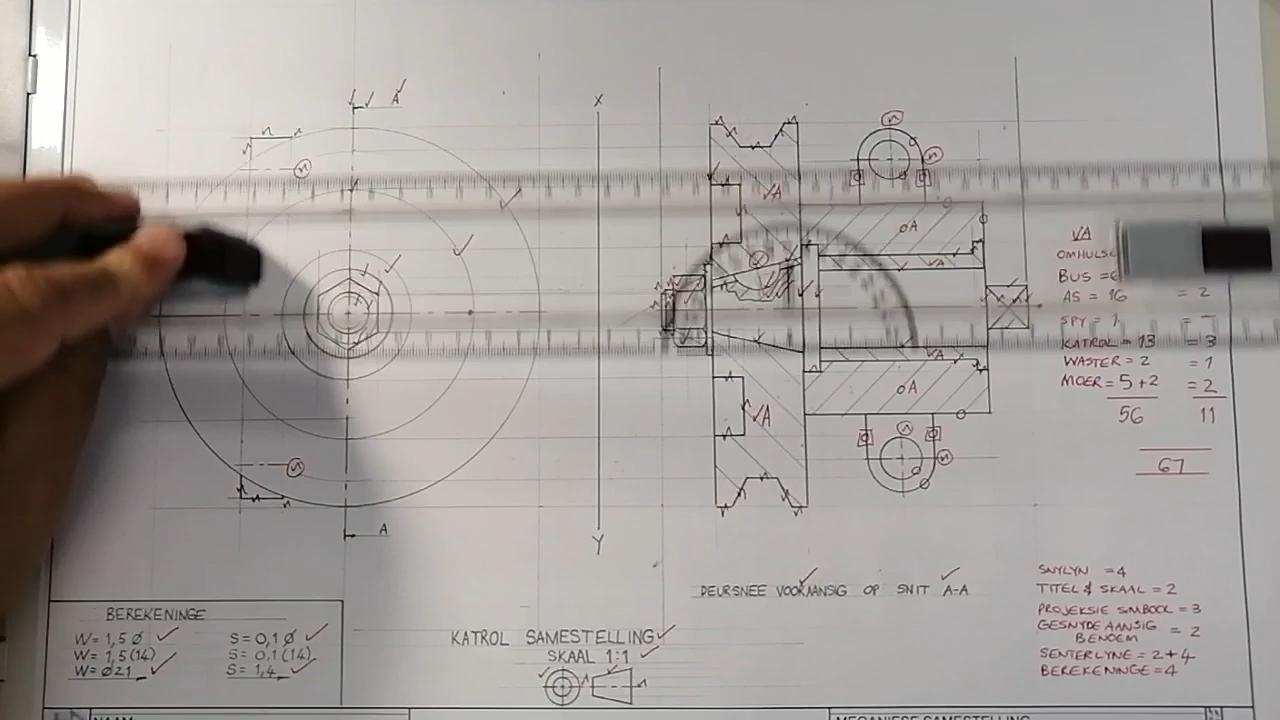 A
X
A
A
A
A
A
A
VA
OMHULS
BUS =6
AS = 16 = 2
SPY = 1 = -
KATROL = 13 = 3
WASTER = 2 = 1
MOER = 5 + 2 = 2
56 11
67
Y
A
DEURSNEE VOORAANSIG OP SNIT A-A
SNYLYN = 4
TITEL & SKAAL = 2
PROJEKSIE SIMBOOL = 3
GESNYDE AANSIG BENOEM = 2
SENTERLYNE = 2 + 4
BEREKENINGE = 4
BEREKENINGE
W = 1,5 Ø S = 0,1 Ø
W = 1,5 (14) S = 0,1 (14)
W = Ø21 S = 1,4
KATROL SAMESTELLING
SKAAL 1:1
NAAM
MEGANIESE SAMESTELLING